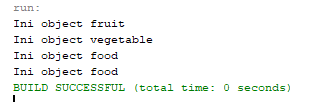 run:
Ini object fruit
Ini object vegetable
Ini object food
Ini object food
BUILD SUCCESSFUL (total time: 0 seconds)